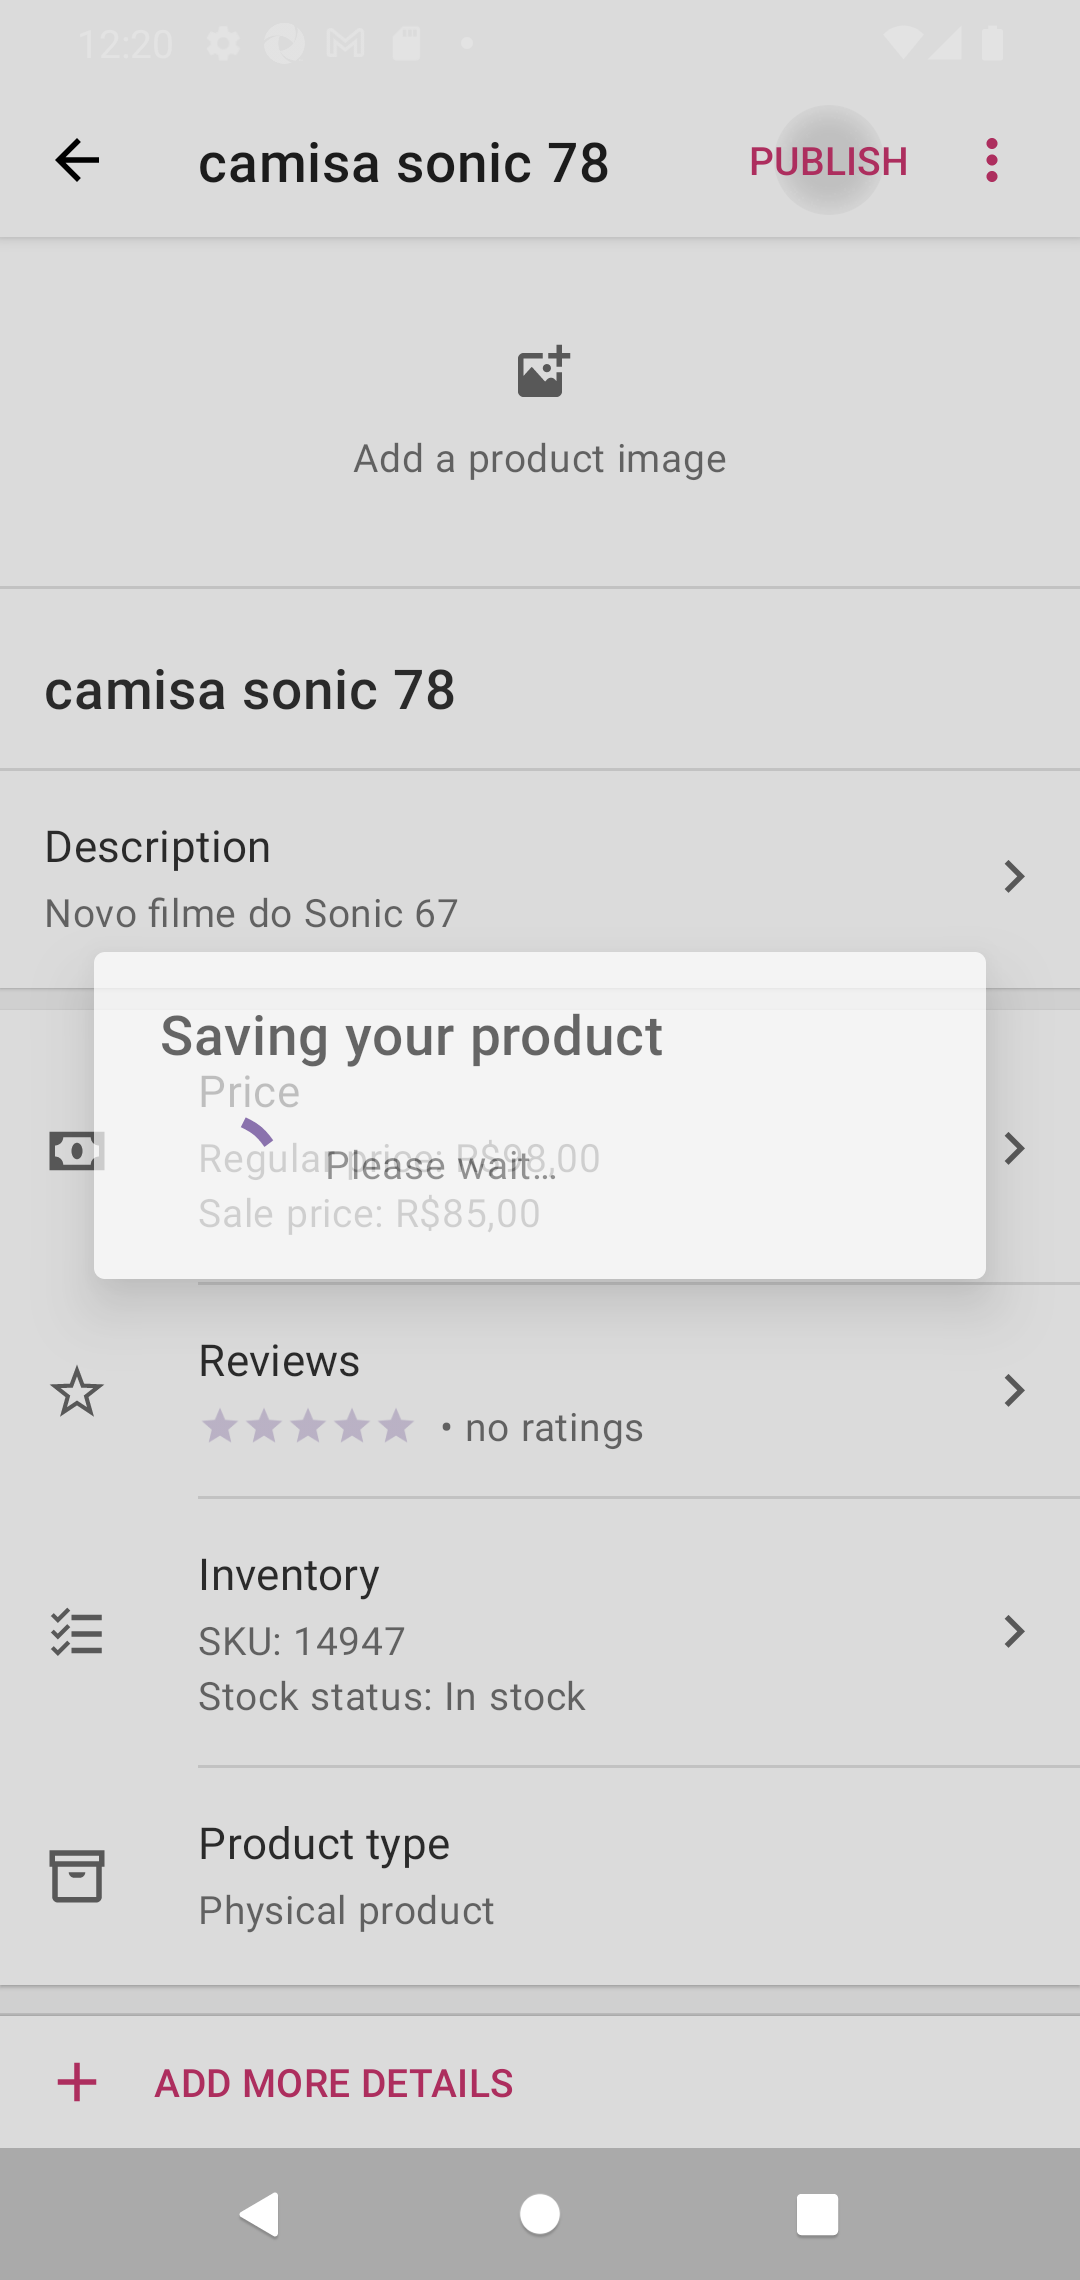 12:20
camisa sonic 78
PUBLISH
Add a product image
camisa sonic 78
Description
Novo filme do Sonic 67
Saving your product
Price
Regular price: R$98,00
Please wait…
Sale price: R$85,00
Reviews
• no ratings
Inventory
SKU: 14947
Stock status: In stock
Product type
Physical product
ADD MORE DETAILS